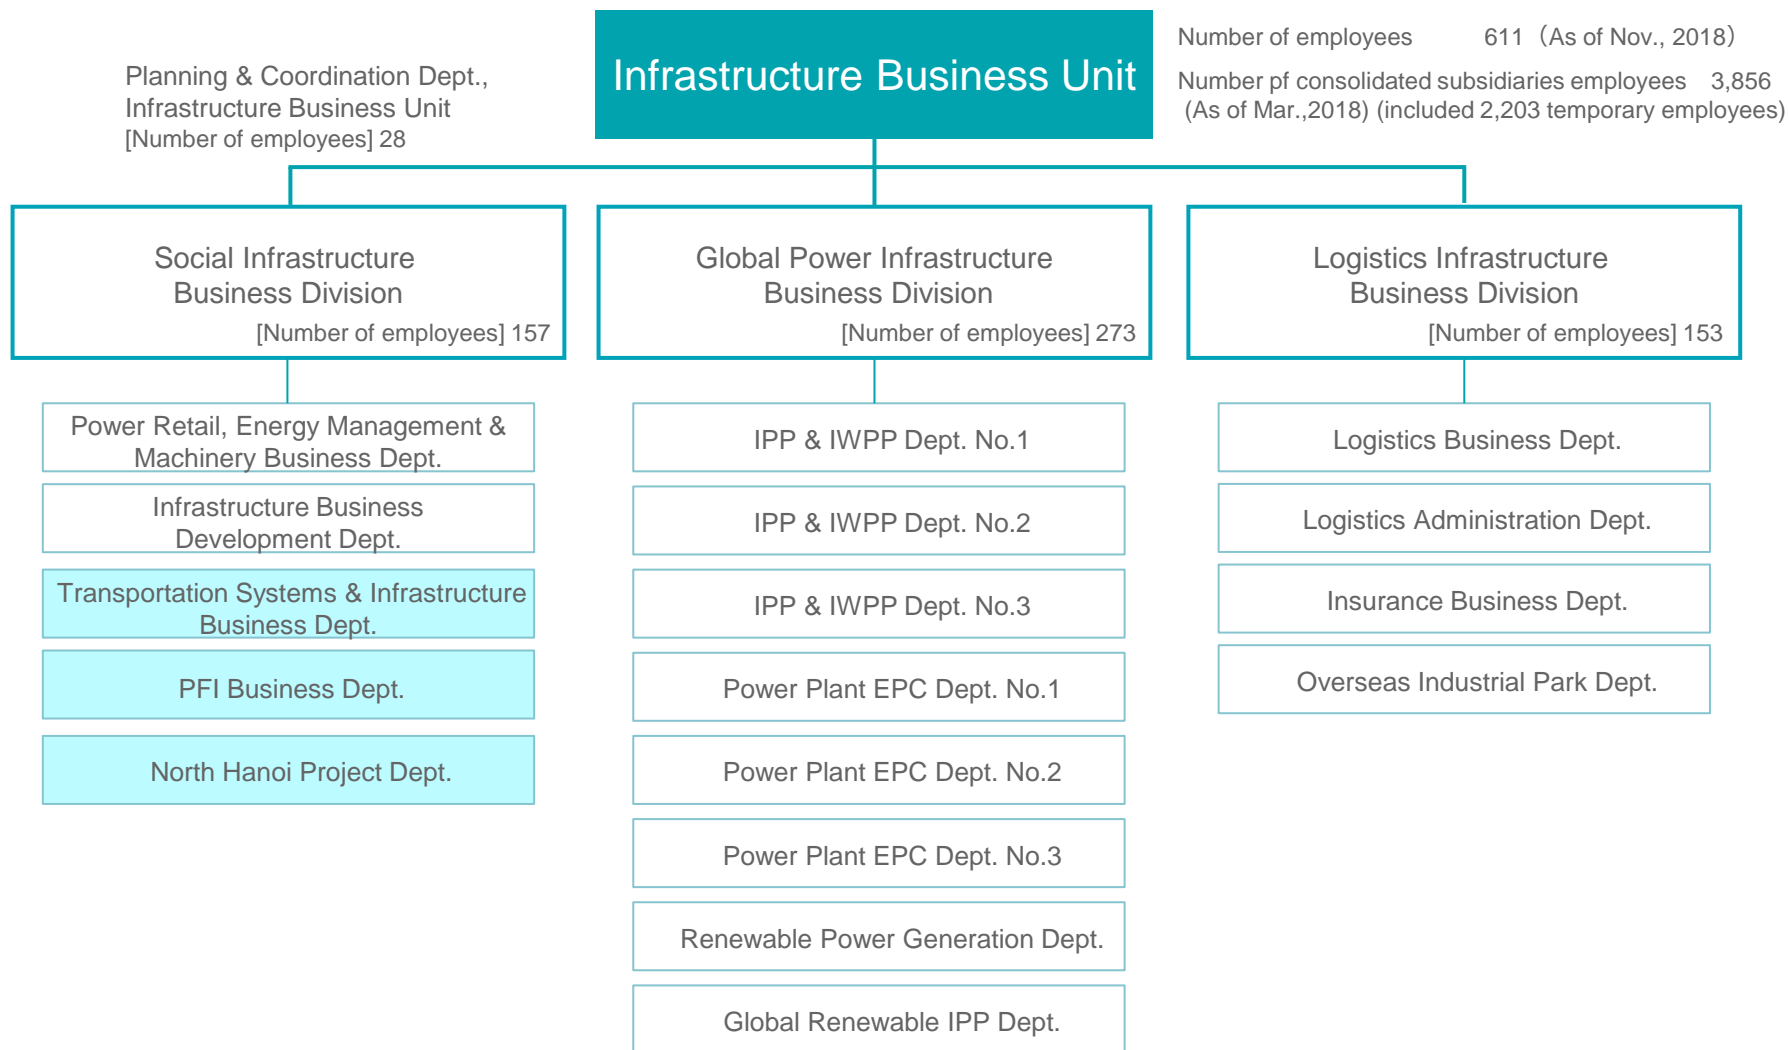 Infrastructure Business Unit
Number of employees 611（As of Nov., 2018）
Number pf consolidated subsidiaries employees 3,856
(As of Mar.,2018) (included 2,203 temporary employees)
Planning & Coordination Dept.,
Infrastructure Business Unit
[Number of employees] 28
Social Infrastructure
Business Division
[Number of employees] 157
Power Retail, Energy Management &
Machinery Business Dept.
Infrastructure Business
Development Dept.
Transportation Systems & Infrastructure
Business Dept.
PFI Business Dept.
North Hanoi Project Dept.
Global Power Infrastructure
Business Division
[Number of employees] 273
IPP & IWPP Dept. No.1
IPP & IWPP Dept. No.2
IPP & IWPP Dept. No.3
Power Plant EPC Dept. No.1
Power Plant EPC Dept. No.2
Power Plant EPC Dept. No.3
Renewable Power Generation Dept.
Global Renewable IPP Dept.
Logistics Infrastructure
Business Division
[Number of employees] 153
Logistics Business Dept.
Logistics Administration Dept.
Insurance Business Dept.
Overseas Industrial Park Dept.